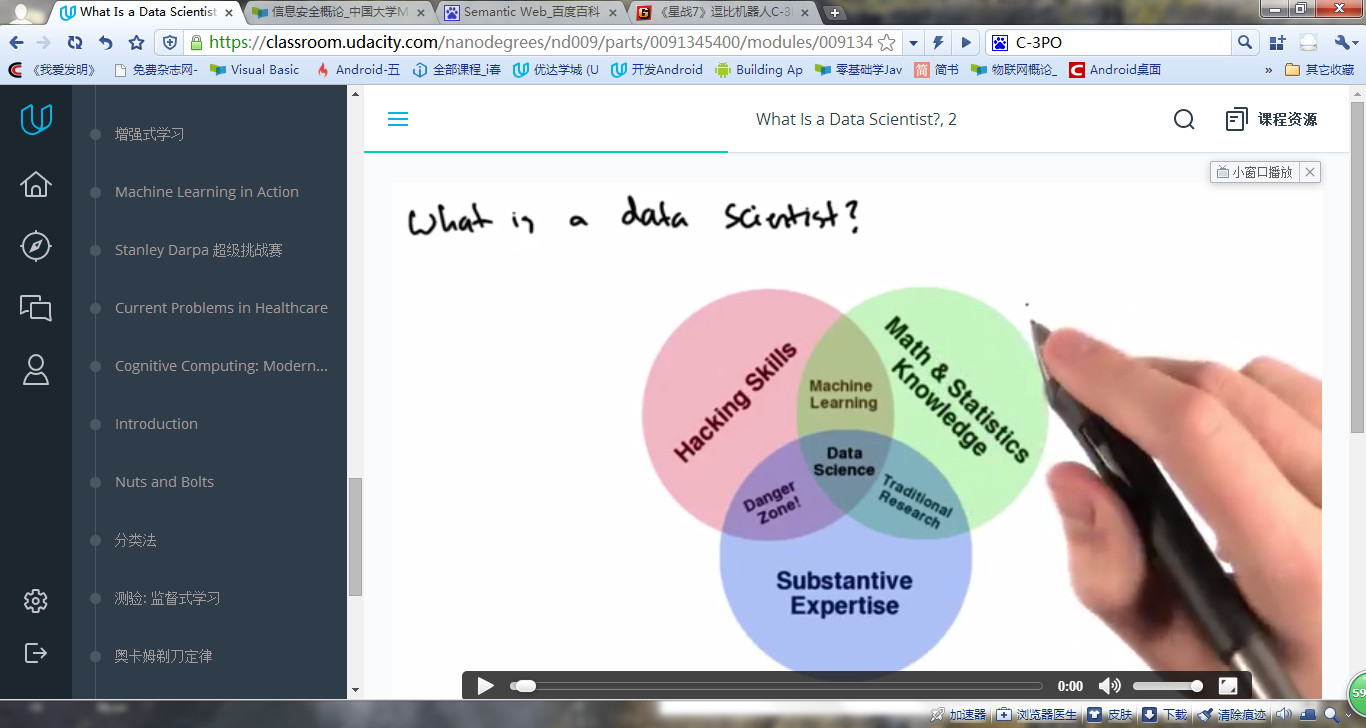 What Is a Data Scientist
信息安全概论_中国大学M
Semantic Web_百度百科
《星战7》逗比机器人C-3
https://classroom.udacity.com/nanodegrees/nd009/parts/0091345400/modules/009134
C-3PO
《我爱发明》
免费杂志网-
Visual Basic
Android-五
全部课程_i春
优达学城 (U
开发Android
Building Ap
零基础学Jav
简书
物联网概论_
Android桌面
»
其它收藏
What Is a Data Scientist?, 2
课程资源
小窗口播放
增强式学习
Machine Learning in Action
Stanley Darpa 超级挑战赛
Current Problems in Healthcare
Cognitive Computing: Modern...
Introduction
Nuts and Bolts
分类法
测验: 监督式学习
奥卡姆剃刀定律
What is a data scientist?
Hacking Skills
Math & Statistics
Knowledge
Machine
Learning
Data
Science
Danger
Zone!
Traditional
Research
Substantive
Expertise
0:00
59
加速器
浏览器医生
皮肤
下载
清除痕迹